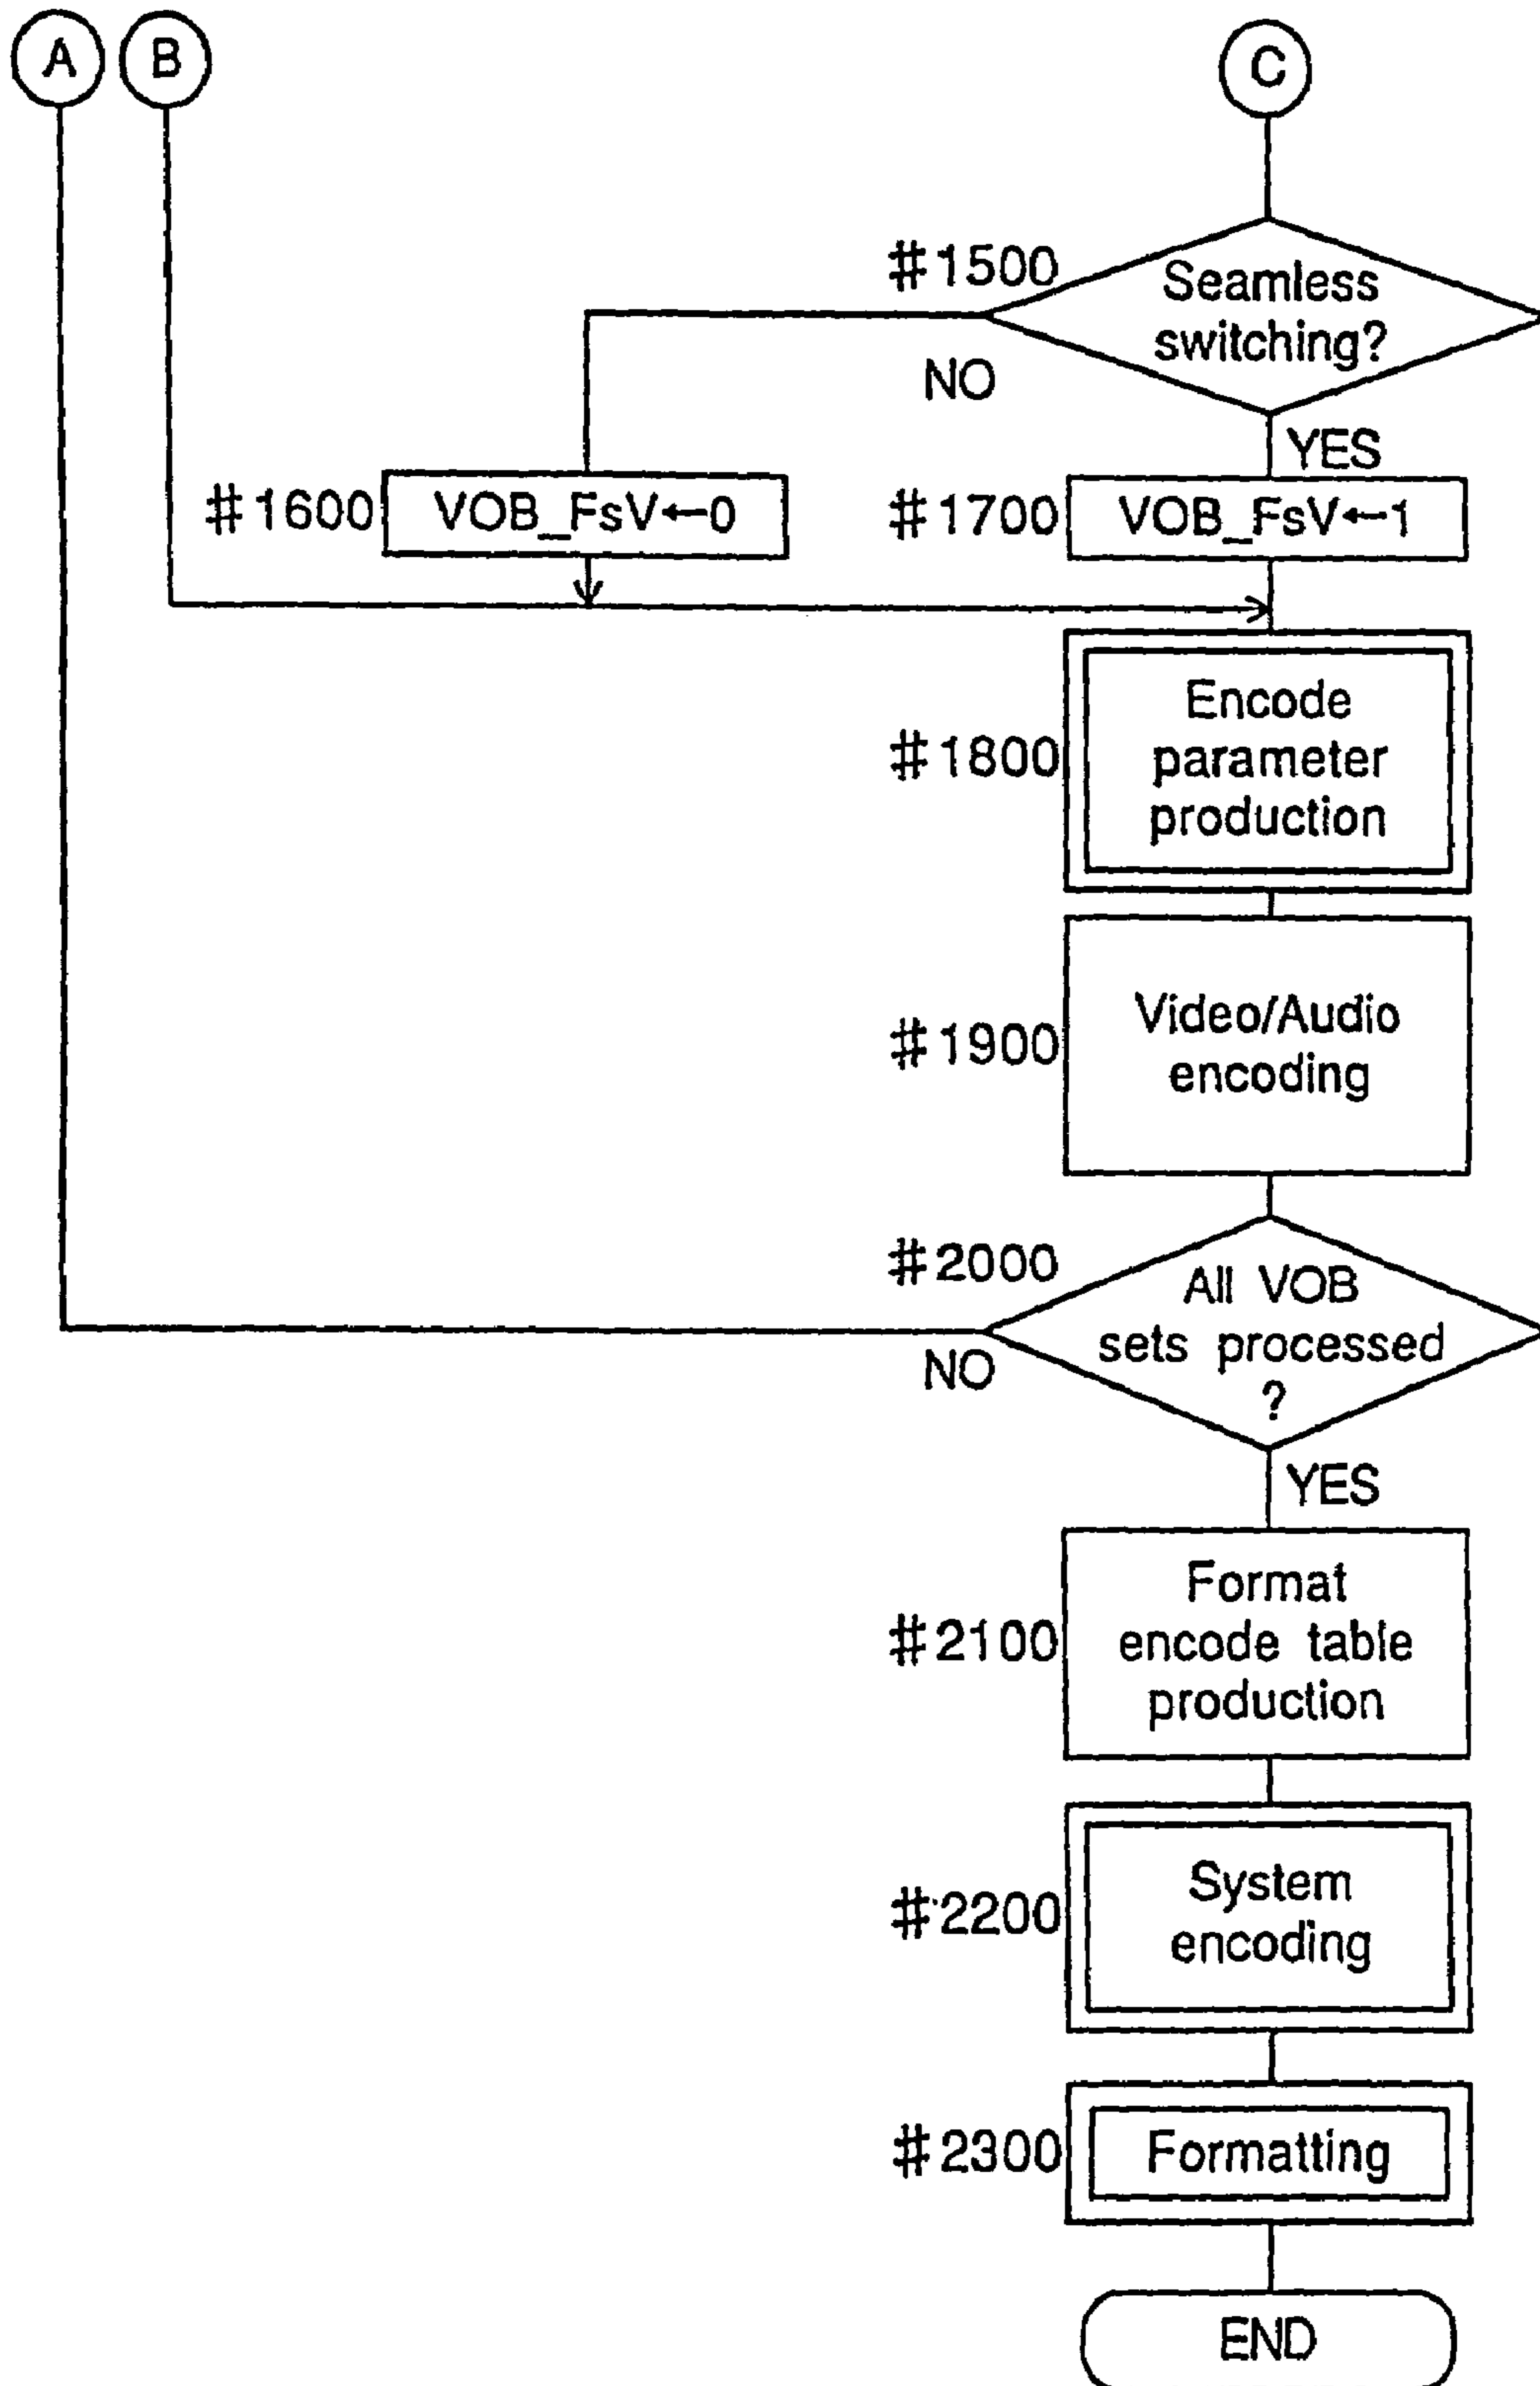 A B C
#1500
Seamless
switching?
NO
YES
#1600 VOB_FsV←0
#1700 VOB_FsV←1
#1800
Encode
parameter
production
#1900
Video/Audio
encoding
#2000
All VOB
sets processed
?
NO
YES
#2100
Format
encode table
production
#2200
System
encoding
#2300 Formatting
END